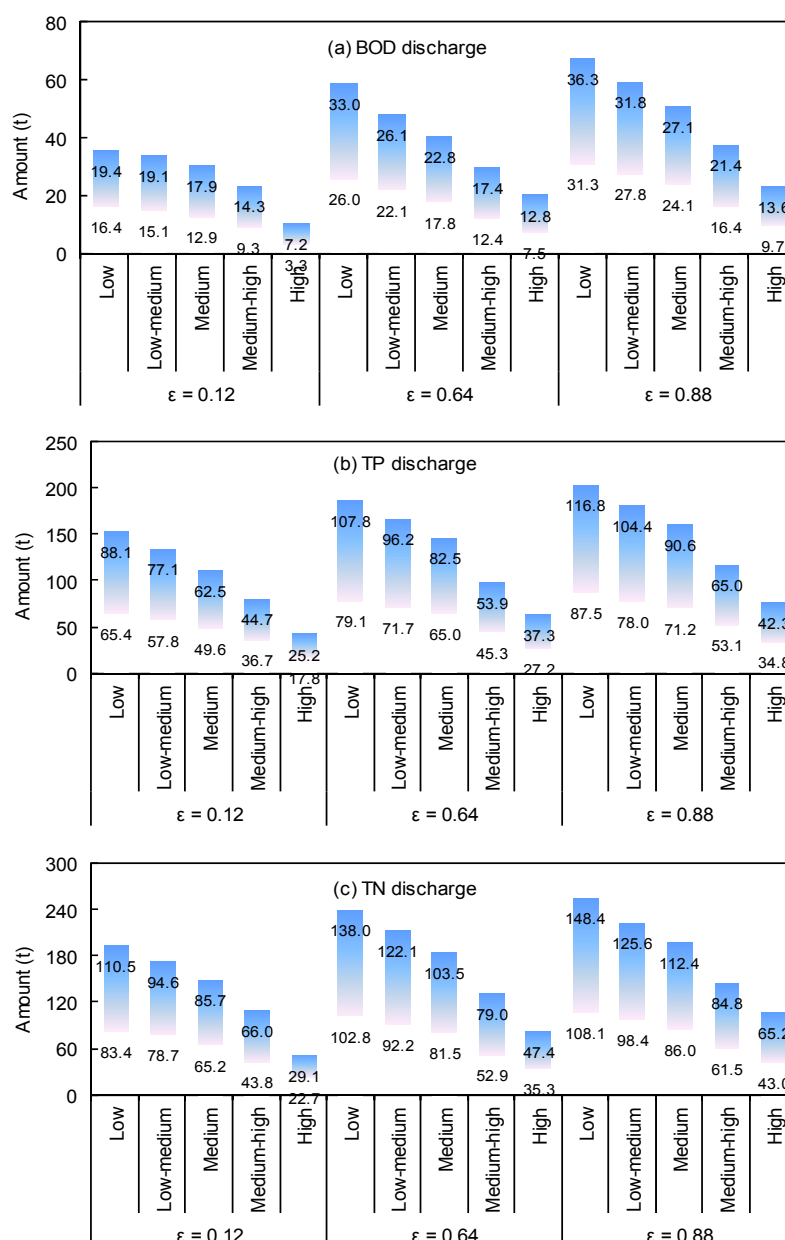 80
(a) BOD discharge
60
40
20
0
Amount (t)
36.3
33.0
31.8
26.1
27.1
22.8
21.4
19.4
19.1
17.9
17.4
14.3
12.8
13.6
7.2
31.3
26.0
27.8
22.1
24.1
17.8
16.4
15.1
12.9
12.4
16.4
9.3
3.3
7.5
9.7
Low
Low-medium
Medium
Medium-high
High
Low
Low-medium
Medium
Medium-high
High
Low
Low-medium
Medium
Medium-high
High
ε = 0.12
ε = 0.64
ε = 0.88
250
(b) TP discharge
200
150
100
50
0
Amount (t)
88.1
77.1
62.5
44.7
25.2
107.8
96.2
82.5
53.9
37.3
116.8
104.4
90.6
65.0
42.3
65.4
57.8
49.6
36.7
17.8
79.1
71.7
65.0
45.3
27.2
87.5
78.0
71.2
53.1
34.8
Low
Low-medium
Medium
Medium-high
High
Low
Low-medium
Medium
Medium-high
High
Low
Low-medium
Medium
Medium-high
High
ε = 0.12
ε = 0.64
ε = 0.88
300
(c) TN discharge
240
180
120
60
0
Amount (t)
110.5
94.6
85.7
66.0
29.1
138.0
122.1
103.5
79.0
47.4
148.4
125.6
112.4
84.8
65.2
83.4
78.7
65.2
43.8
22.7
102.8
92.2
81.5
52.9
35.3
108.1
98.4
86.0
61.5
43.0
Low
Low-medium
Medium
Medium-high
High
Low
Low-medium
Medium
Medium-high
High
Low
Low-medium
Medium
Medium-high
High
ε = 0.12
ε = 0.64
ε = 0.88